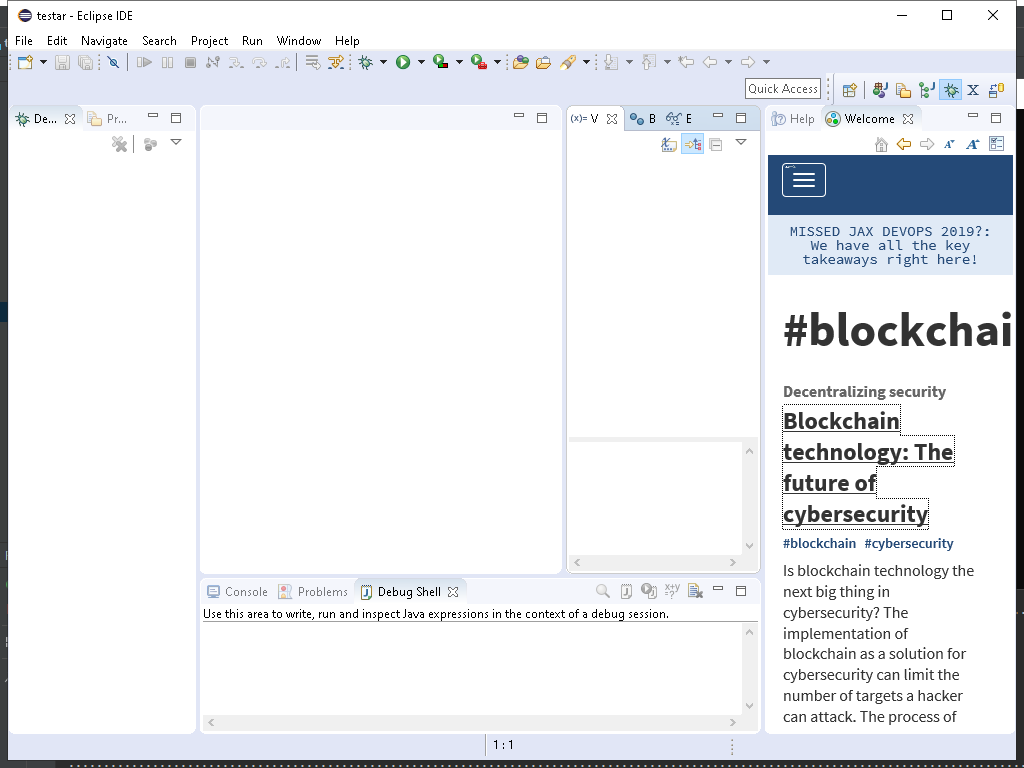 testar - Eclipse IDE
File Edit Navigate Search Project Run Window Help
Quick Access
De...
Pr...
(x)= V
B
E
Help
Welcome
MISSED JAX DEVOPS 2019?:
We have all the key
takeaways right here!
#blockchai
Decentralizing security
Blockchain
technology: The
future of
cybersecurity
#blockchain #cybersecurity
Is blockchain technology the
next big thing in
cybersecurity? The
implementation of
blockchain as a solution for
cybersecurity can limit the
number of targets a hacker
can attack. The process of
Console
Problems
Debug Shell
Use this area to write, run and inspect Java expressions in the context of a debug session.
1 : 1